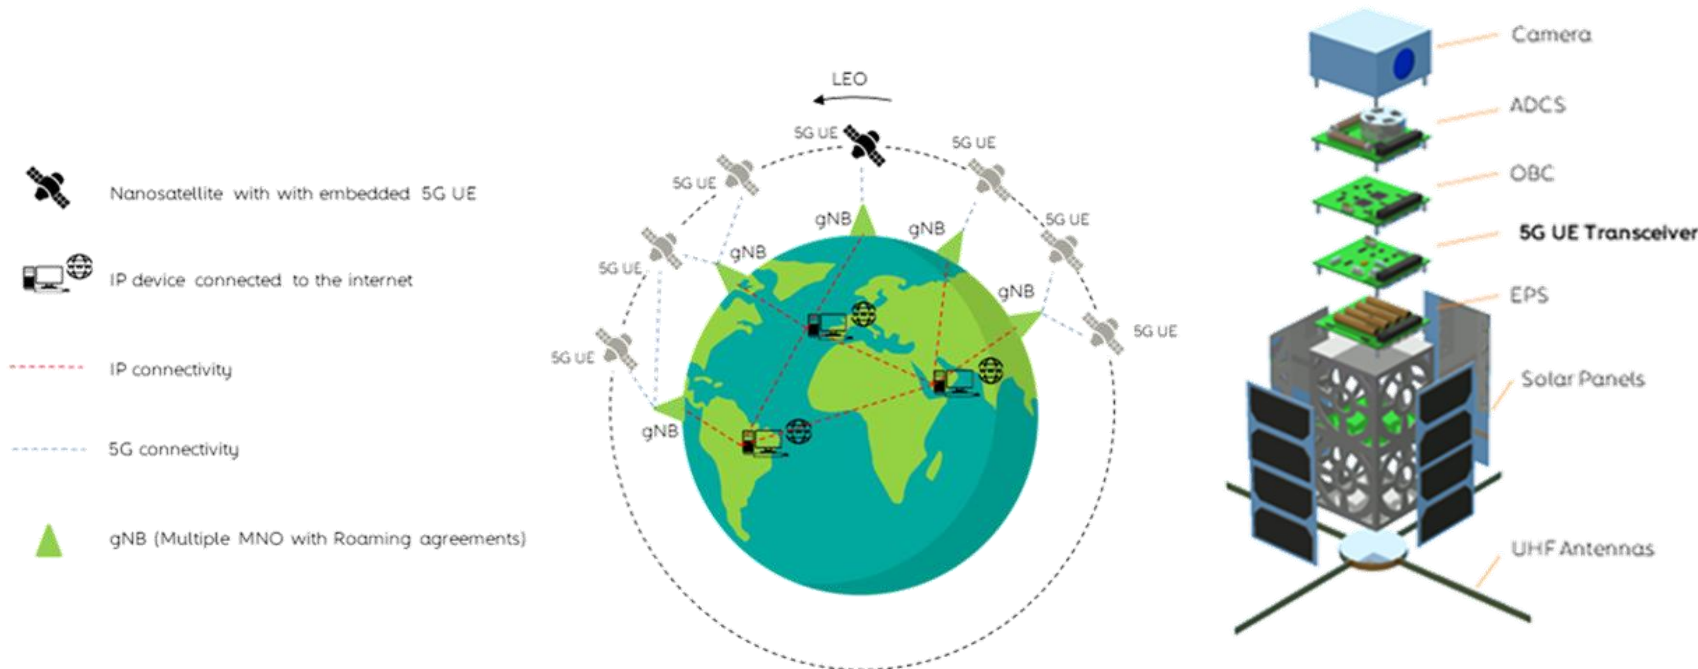 Nanosatellite with with embedded 5G UE
IP device connected to the internet
IP connectivity
5G connectivity
gNB (Multiple MNO with Roaming agreements)
LEO
5G UE
5G UE
5G UE
5G UE
5G UE
5G UE
5G UE
gNB
gNB
gNB
gNB
gNB
Camera
ADCS
OBC
5G UE Transceiver
EPS
Solar Panels
UHF Antennas